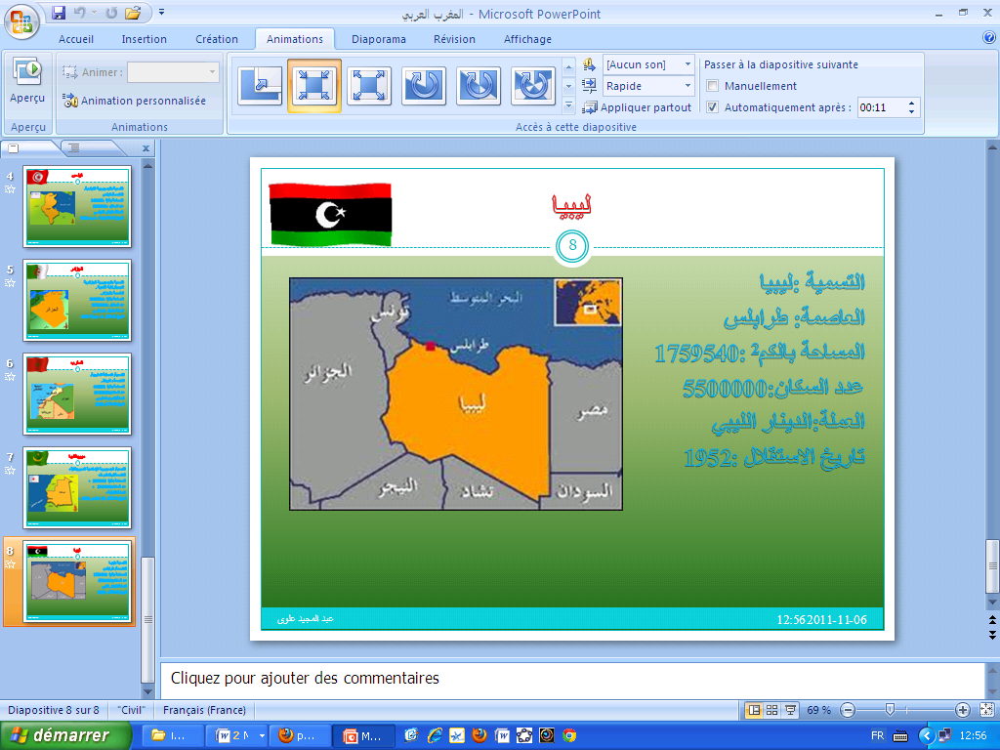 المغرب العربي - Microsoft PowerPoint
Accueil Insertion Création Animations Diaporama Révision Affichage
Aperçu
Animer :
Animation personnalisée
[Aucun son]
Rapide
Appliquer partout
Passer à la diapositive suivante
Manuellement
Automatiquement après : 00:11
Aperçu Animations Accès à cette diapositive
4
5
6
7
8
ليبيا
8
التسمية :ليبيا
العاصمة: طرابلس
المساحة بالكم2 :1759540
عدد السكان:5500000
العملة:الدينار الليبي
تاريخ الاستقلال :1952
البحر المتوسط
تونس
طرابلس
الجزائر
ليبيا
مصر
النيجر
تشاد
السودان
عبد المجيد علوي
12:562011-11-06
Cliquez pour ajouter des commentaires
Diapositive 8 sur 8 "Civil" Français (France) 69 %
démarrer I... 2 M p... M... FR 12:56